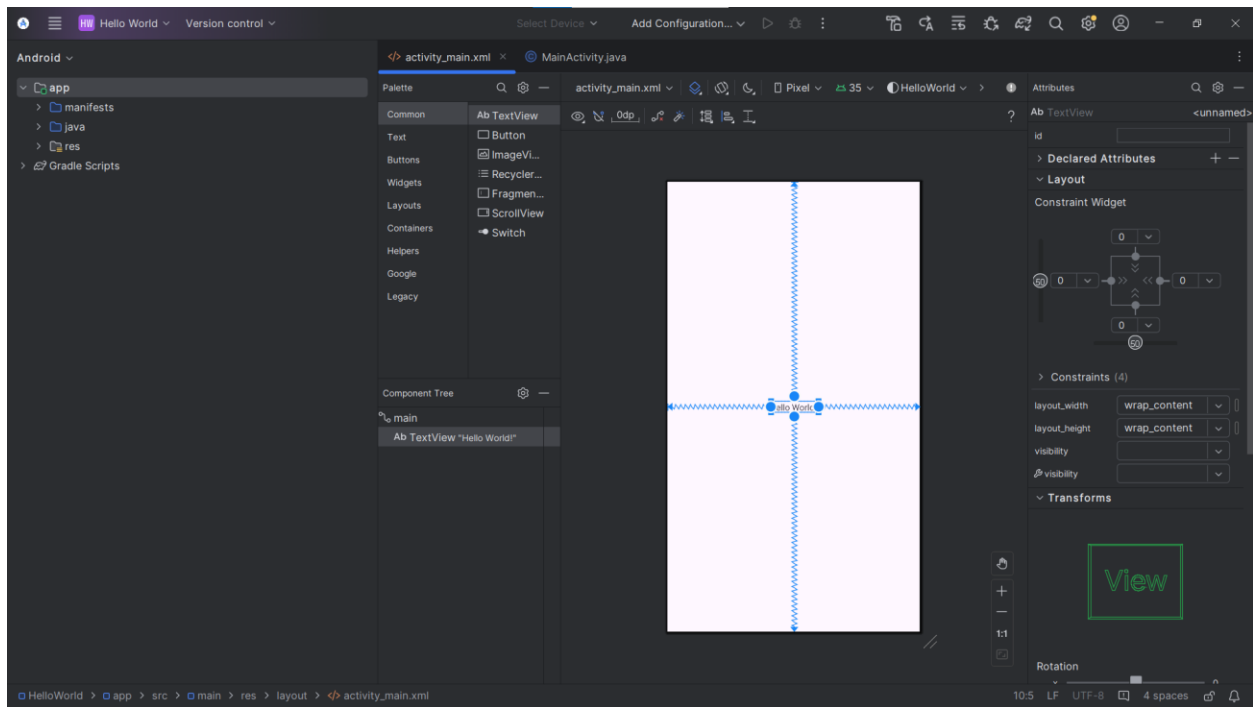 HW Hello World Version control Select Device Add Configuration...
Android
activity_main.xml MainActivity.java
app
manifests
java
res
Gradle Scripts
Palette
Common
Text
Buttons
Widgets
Layouts
Containers
Helpers
Google
Legacy
Ab TextView
Button
ImageVi...
Recycler...
Fragmen...
ScrollView
Switch
Component Tree
main
Ab TextView "Hello World!"
activity_main.xml Pixel 35 HelloWorld
0dp
ello World
1:1
Attributes
Ab TextView <unnamed>
id
Declared Attributes
Layout
Constraint Widget
0
50 0 0
0
50
Constraints (4)
layout_width wrap_content
layout_height wrap_content
visibility
visibility
Transforms
View
Rotation
HelloWorld > app > src > main > res > layout > activity_main.xml 10:5 LF UTF-8 4 spaces